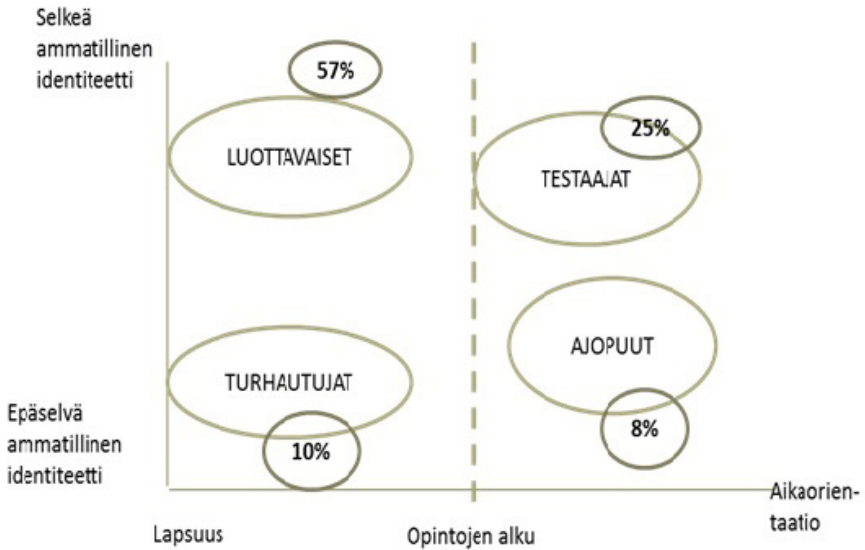 Selkeä
ammatillinen
identiteetti
57%
LUOTTAVAISET
25%
TESTAAJAT
AJOPUUT
TURHAUTUJAT
8%
10%
Epäselvä
ammatillinen
identiteetti
Aikaorien-
taatio
Lapsuus
Opintojen alku